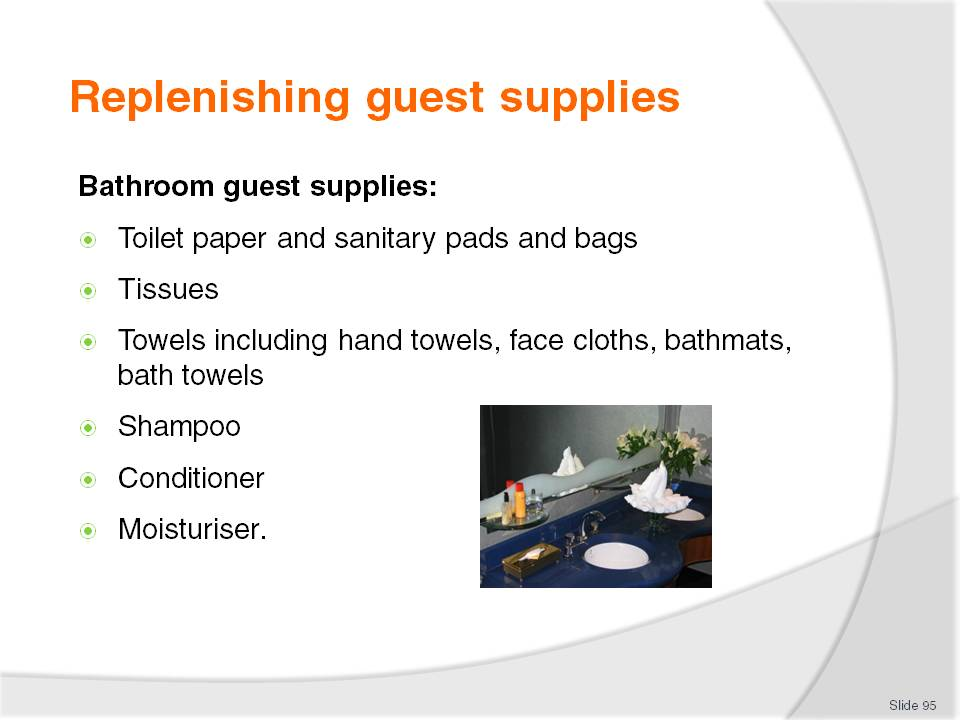 Replenishing guest supplies
Bathroom guest supplies:
Toilet paper and sanitary pads and bags
Tissues
Towels including hand towels, face cloths, bathmats,
bath towels
Shampoo
Conditioner
Moisturiser.
Slide 95